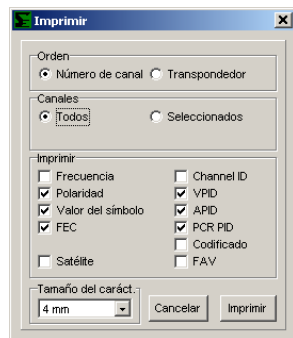 Imprimir
Orden
Número de canal Transpondedor
Canales
Todos Seleccionados
Imprimir
Frecuencia Channel ID
Polaridad VPID
Valor del símbolo APID
FEC PCR PID
Codificado
Satélite FAV
Tamaño del caráct.
4 mm Cancelar Imprimir